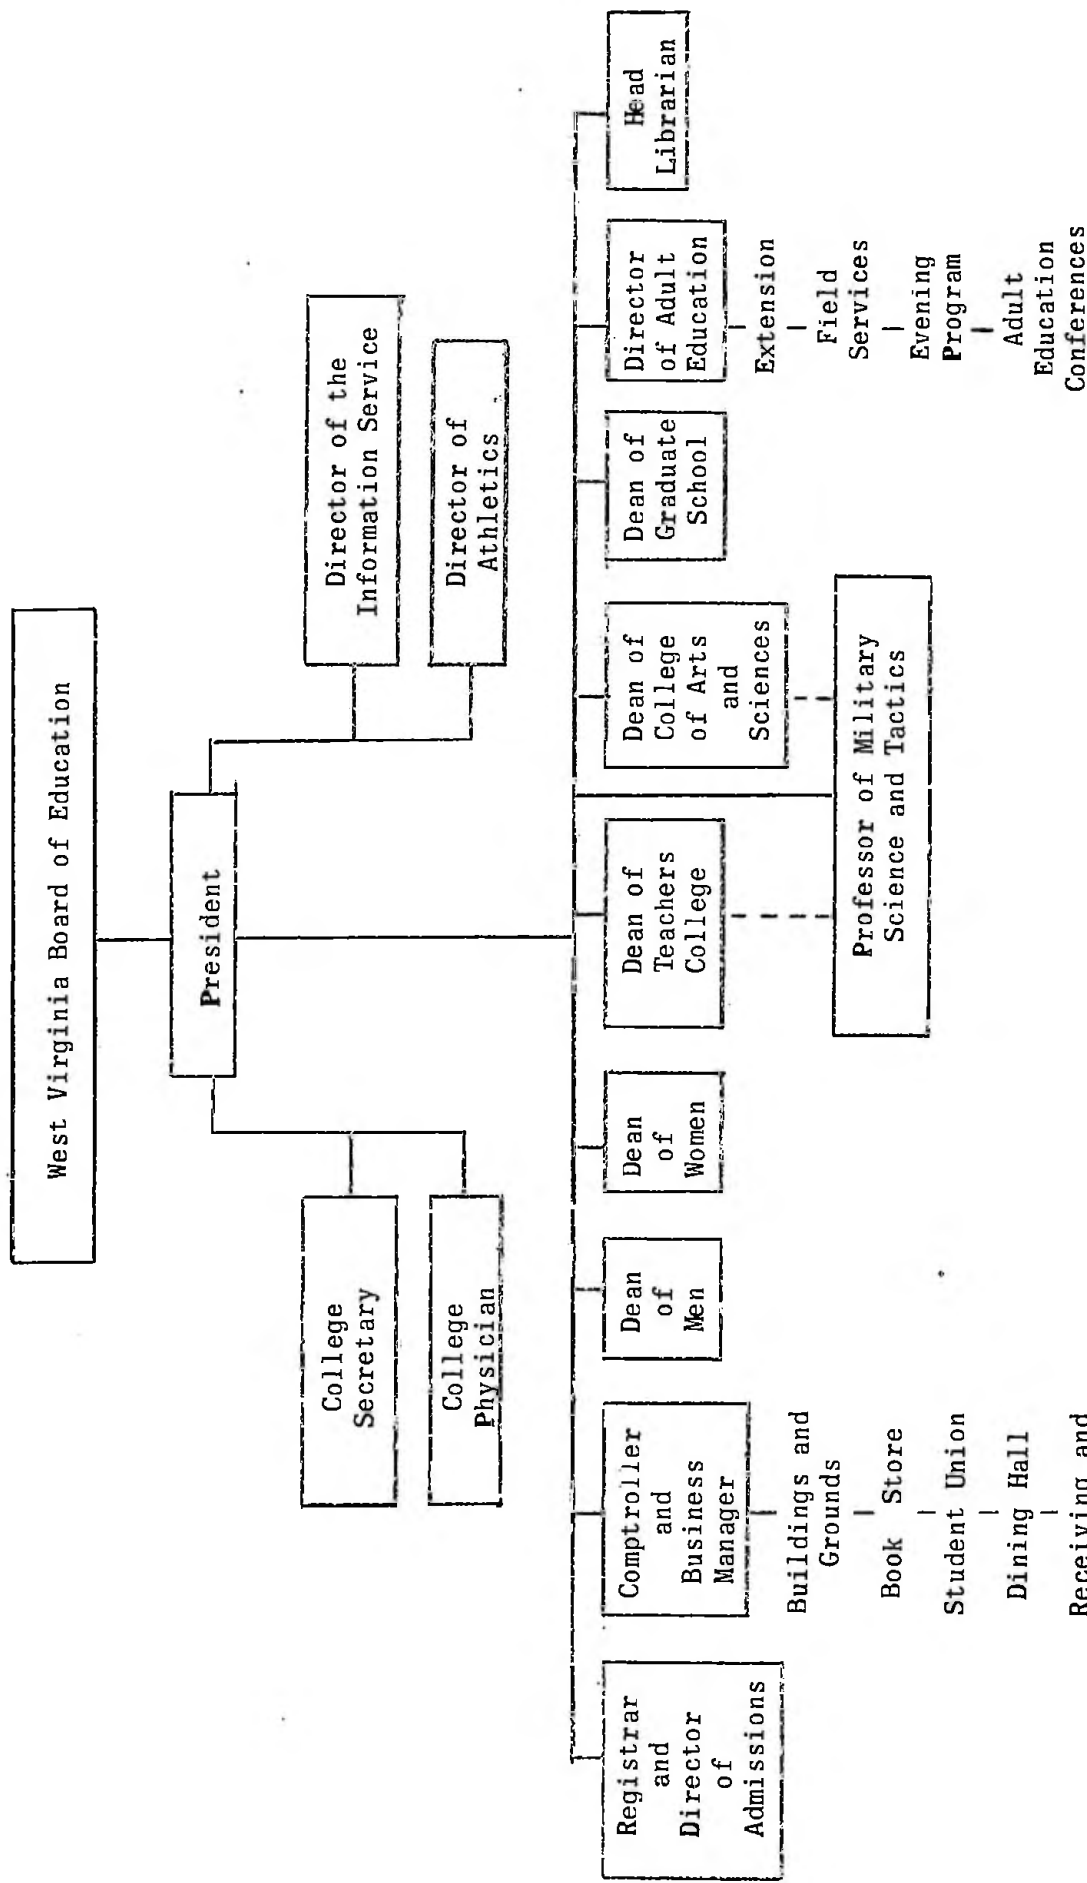 West Virginia Board of Education
President
College
Secretary
College
Physician
Director of the
Information Service
Director of
Athletics
Registrar
and
Director
of
Admissions
Comptroller
and
Business
Manager
Buildings and
Grounds
Book Store
Student Union
Dining Hall
Receiving and
Dean
of
Men
Dean
of
Women
Dean of
Teachers
College
Dean of
College
of Arts
and
Sciences
Professor of Military
Science and Tactics
Dean of
Graduate
School
Director
of Adult
Education
Extension
Field
Services
Evening
Program
Adult
Education
Conferences
Head
Librarian